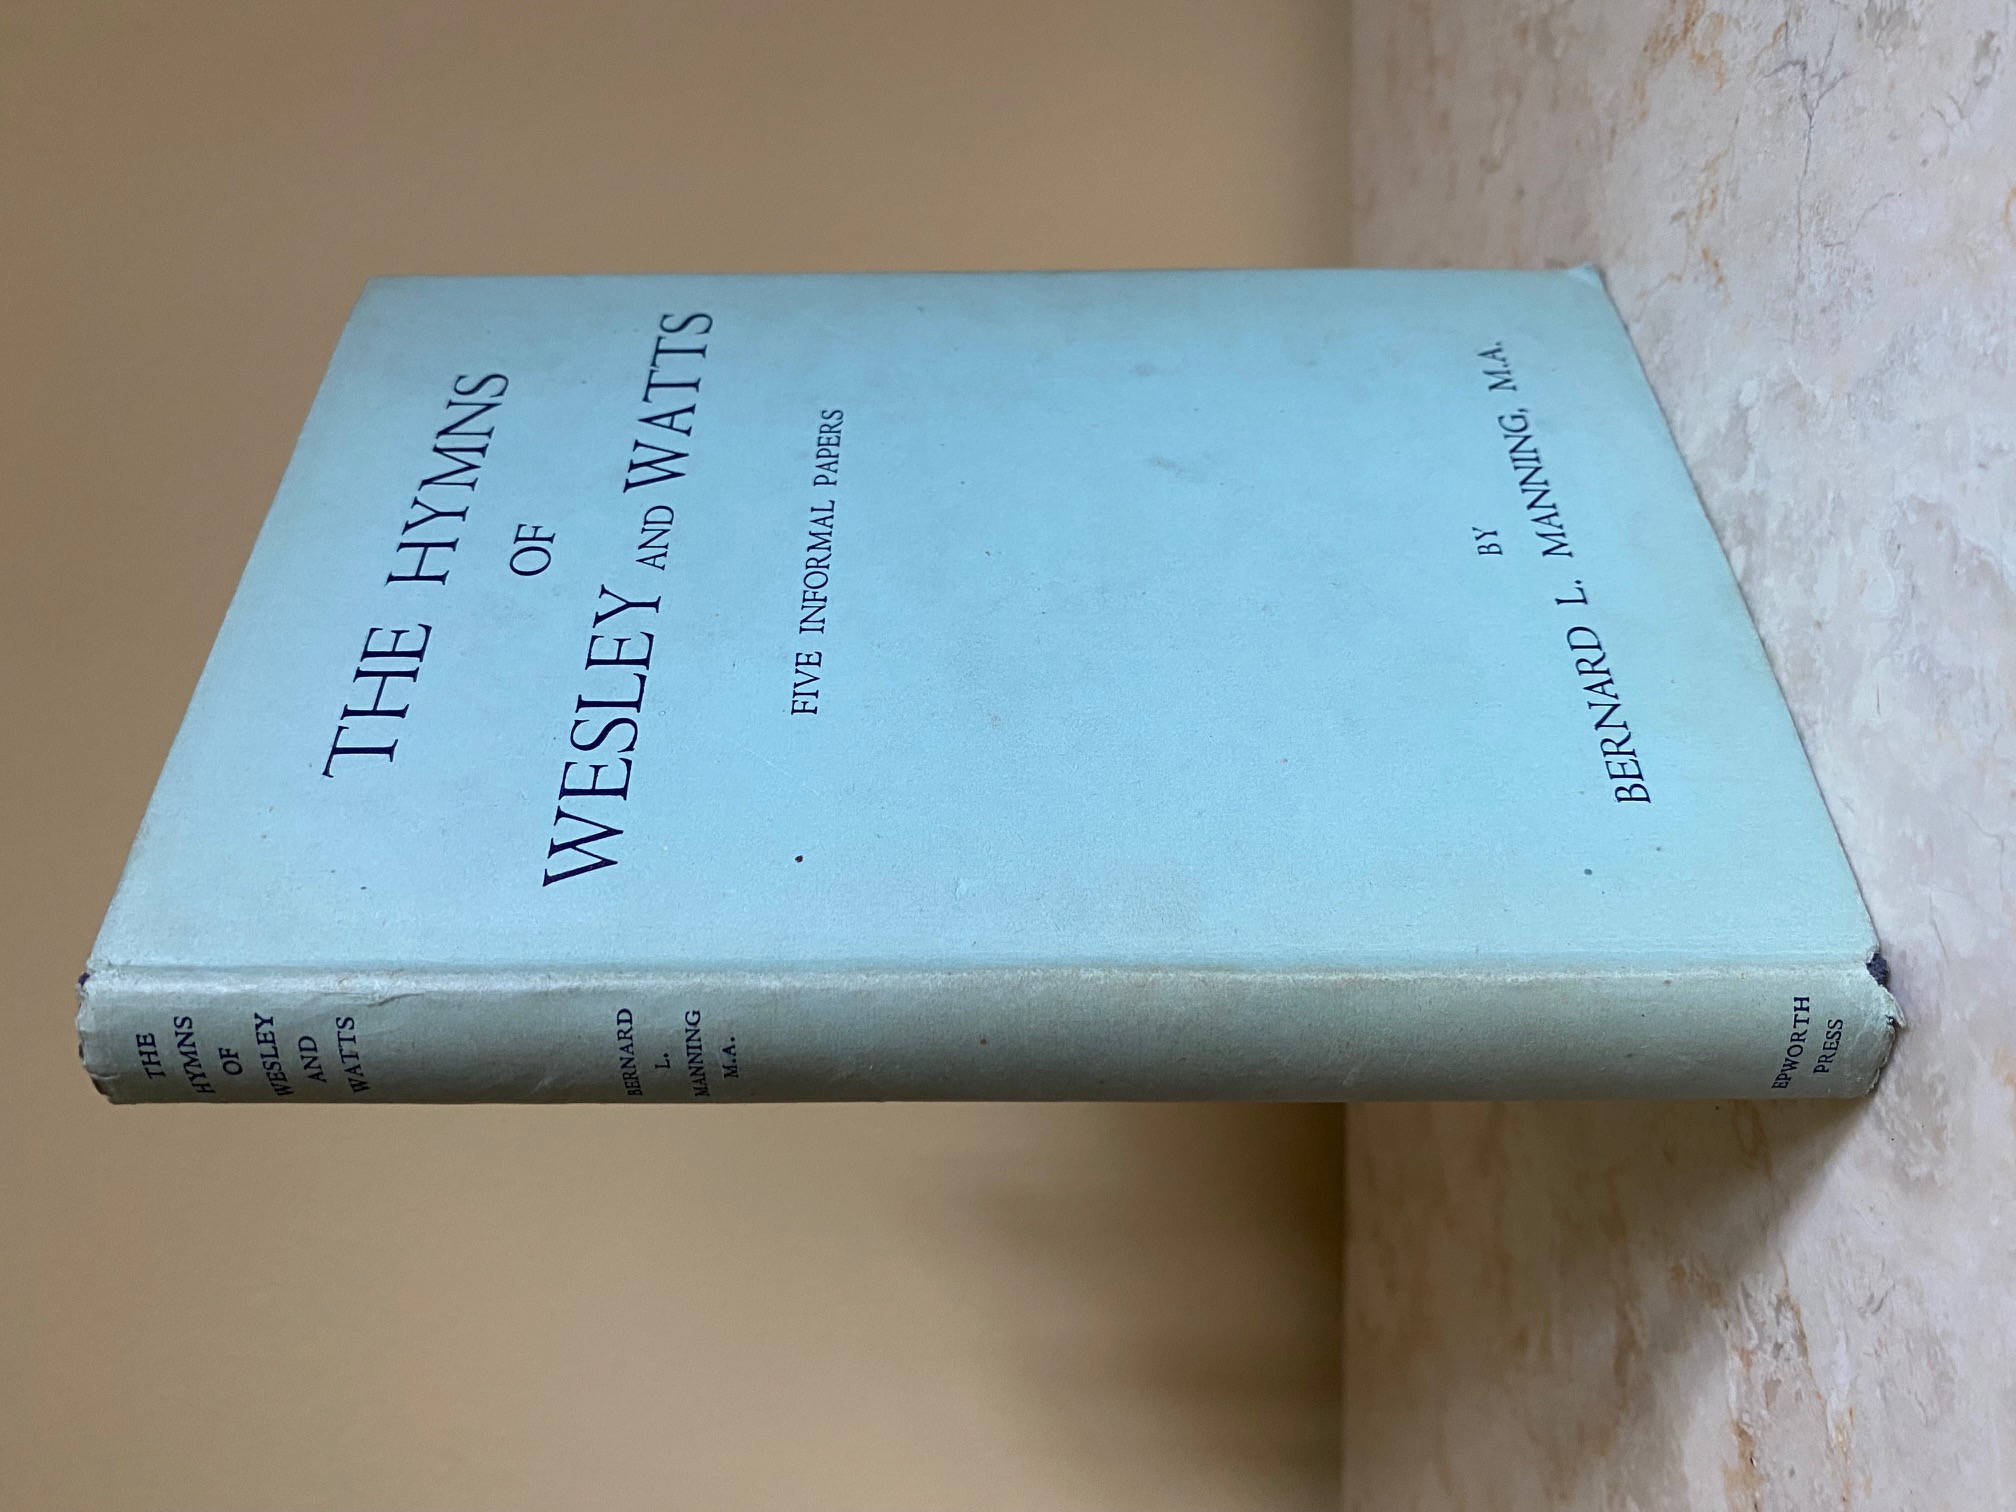 THE HYMNS
OF
WESLEY AND WATTS
FIVE INFORMAL PAPERS
BY
BERNARD L. MANNING, M.A.
THE
HYMNS
OF
WESLEY
AND
WATTS
BERNARD
L.
MANNING
M.A.
EPWORTH
PRESS